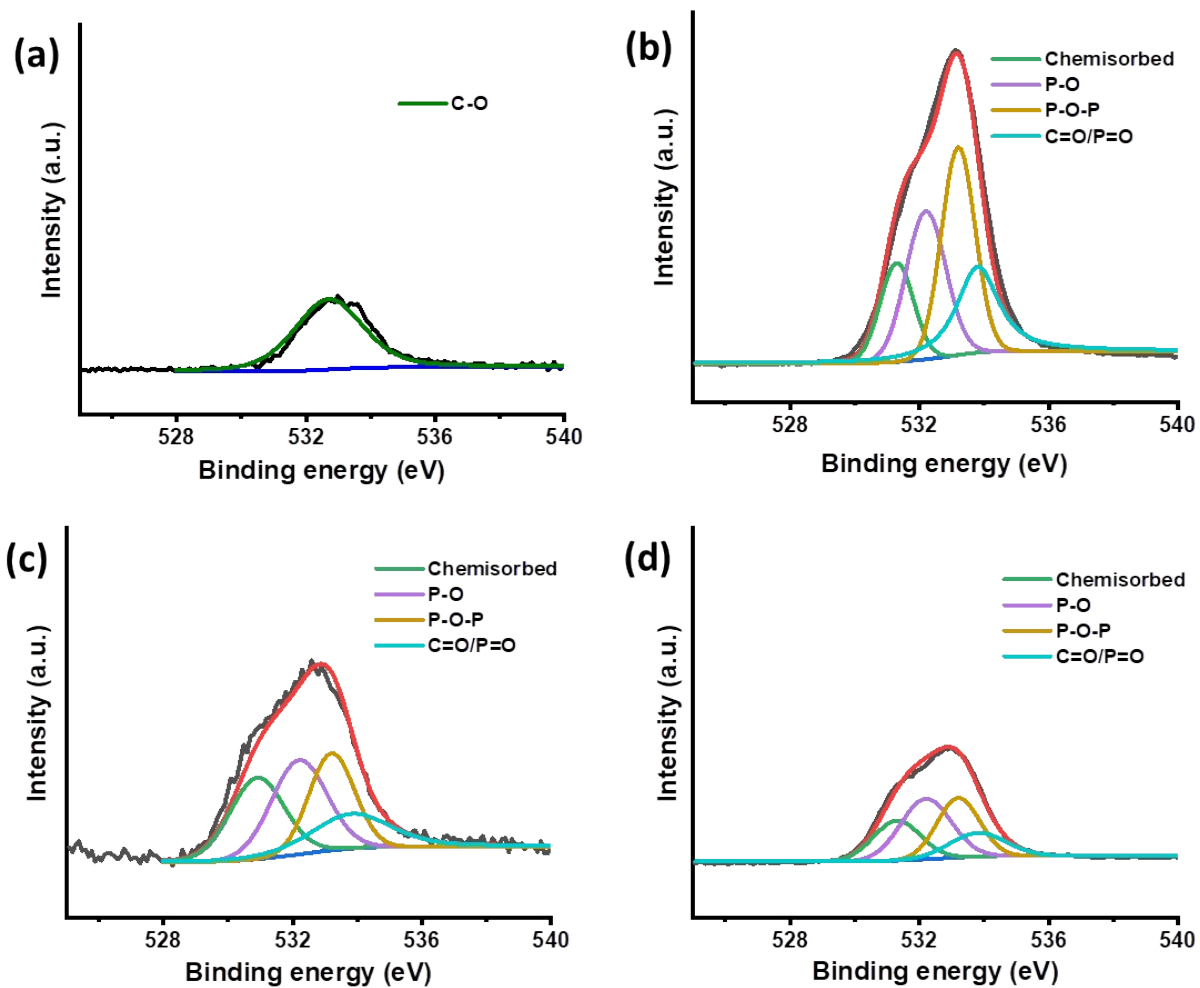 (a)
C-O
Intensity (a.u.)
528 532 536 540
Binding energy (eV)
(b)
Chemisorbed
P-O
P-O-P
C=O/P=O
Intensity (a.u.)
528 532 536 540
Binding energy (eV)
(c)
Chemisorbed
P-O
P-O-P
C=O/P=O
Intensity (a.u.)
528 532 536 540
Binding energy (eV)
(d)
Chemisorbed
P-O
P-O-P
C=O/P=O
Intensity (a.u.)
528 532 536 540
Binding energy (eV)